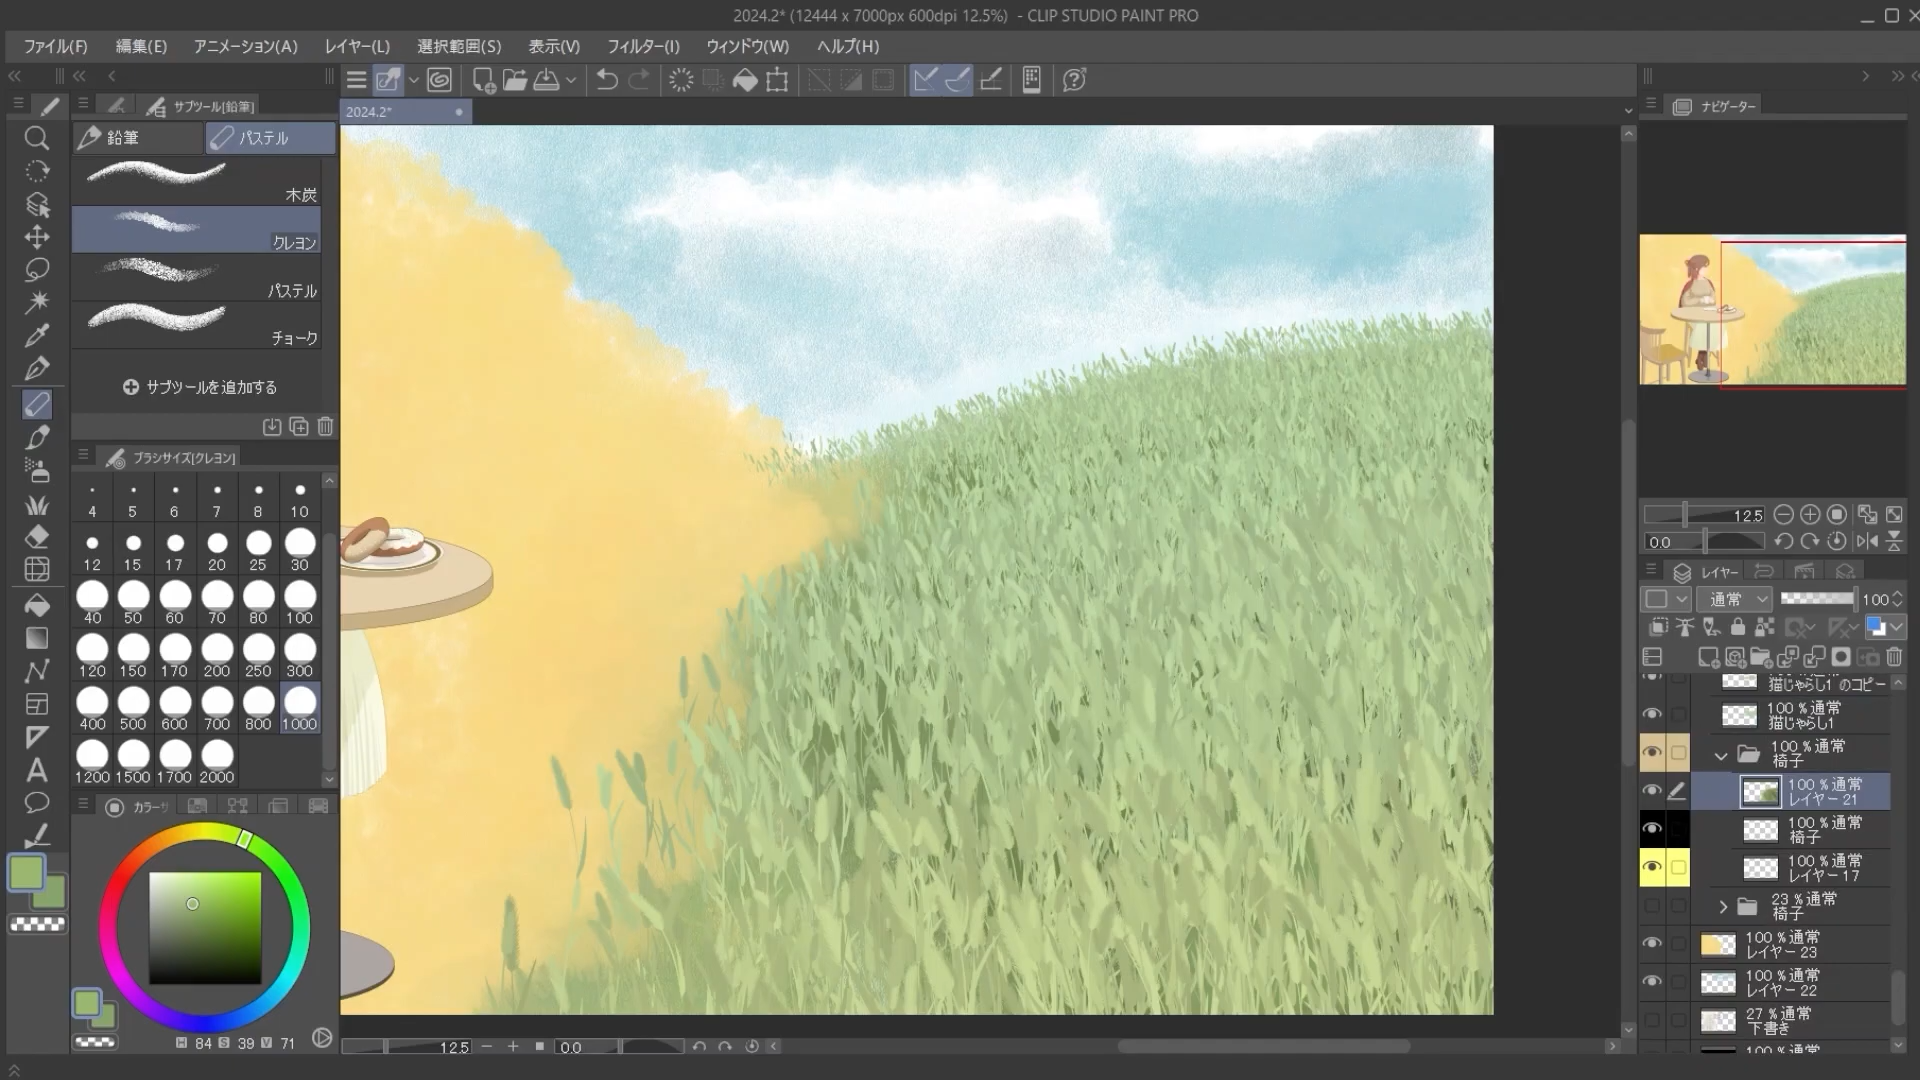 2024.2* (12444 x 7000px 600dpi 12.5%) - CLIP STUDIO PAINT PRO
ファイル(F) 編集(E) アニメーション(A) レイヤー(L) 選択範囲(S) 表示(V) フィルター(I) ウィンドウ(W) ヘルプ(H)
サブツール[鉛筆]
鉛筆 パステル
木炭
クレヨン
パステル
チョーク
サブツールを追加する
ブラシサイズ[クレヨン]
4 5 6 7 8 10
12 15 17 20 25 30
40 50 60 70 80 100
120 150 170 200 250 300
400 500 600 700 800 1000
1200 1500 1700 2000
カラーサ
H 84 S 39 V 71
2024.2*
12.5 0.0
ナビゲーター
12.5
0.0
レイヤー
通常 100
猫じゃらし1 のコピー
100 %通常
猫じゃらし1
100 %通常
椅子
100 %通常
レイヤー 21
100 %通常
椅子
100 %通常
レイヤー 17
23 %通常
椅子
100 %通常
レイヤー 23
100 %通常
レイヤー 22
27 %通常
下書き
100 %通常